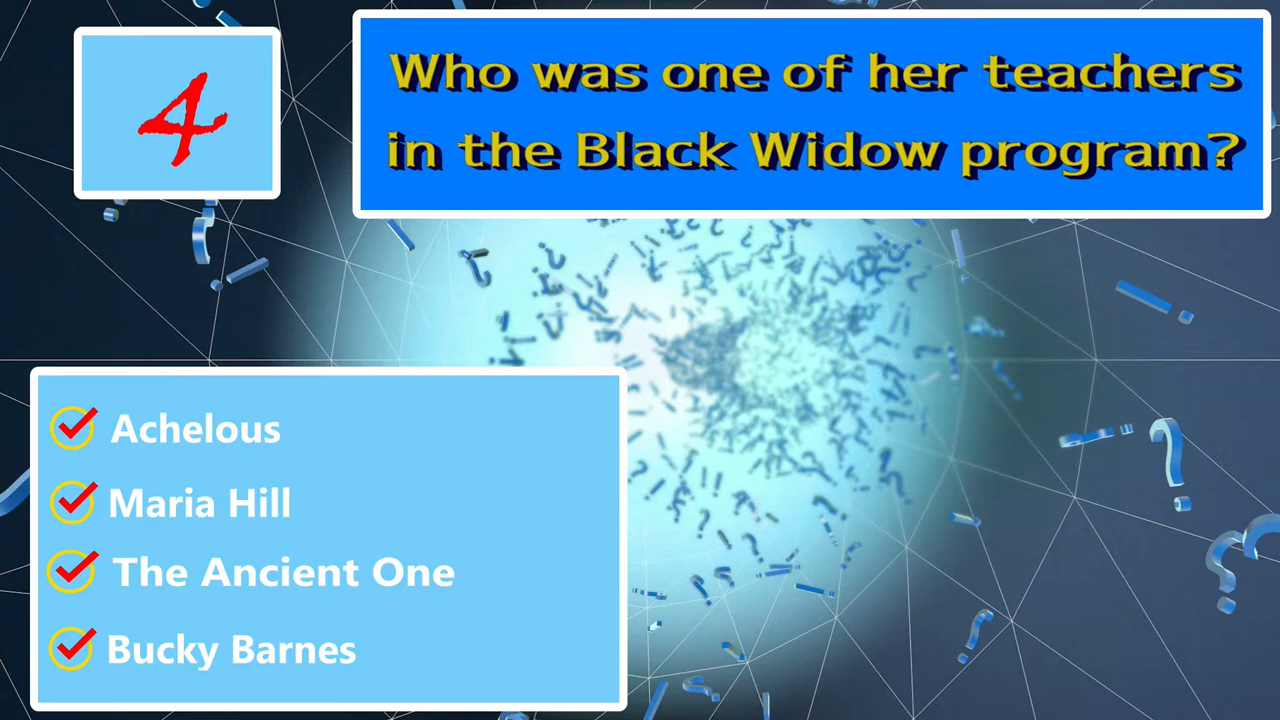 4
Who was one of her teachers
in the Black Widow program?
Achelous
Maria Hill
The Ancient One
Bucky Barnes